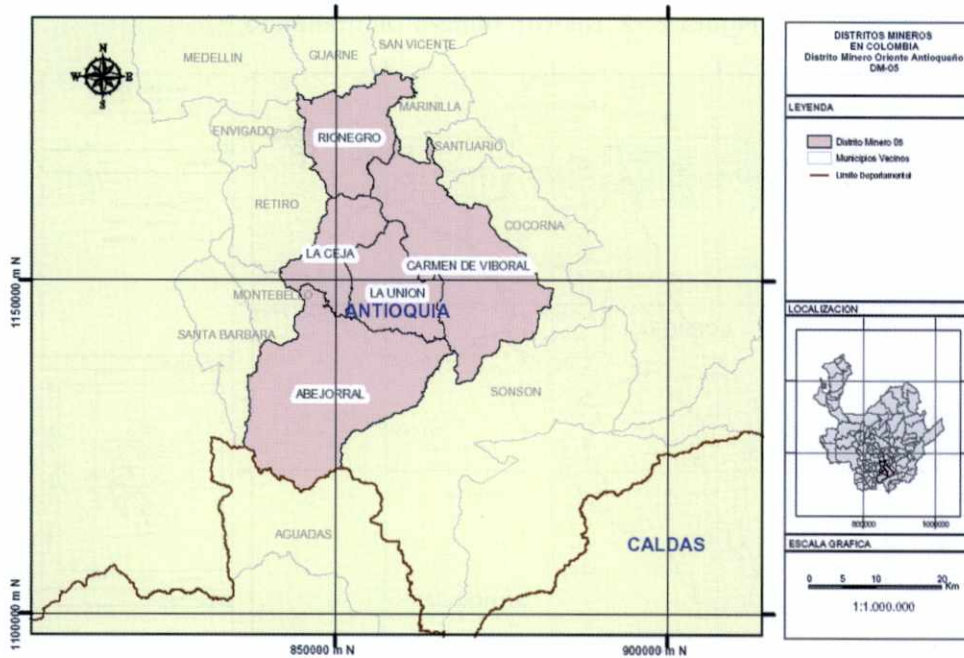 N
W E
S
MEDELLIN
GUARNE
SAN VICENTE
MARINILLA
ENVIGADO
RIONEGRO
SANTUARIO
RETIRO
COCORNA
LA CEJA
CARMEN DE VIBORAL
MONTEBELLO
LA UNION
ANTIOQUIA
SANTA BARBARA
ABEJORRAL
SONSON
AGUADAS
CALDAS
1150000 m N
1100000 m N
850000 m N
900000 m N
DISTRITOS MINEROS
EN COLOMBIA
Distrito Minero Oriente Antioqueño
DM-05
LEYENDA
Distrito Minero 05
Municipios Vecinos
Limite Departamental
LOCALIZACION
800000 1000000
ESCALA GRAFICA
0 5 10 20
Km
1:1.000.000